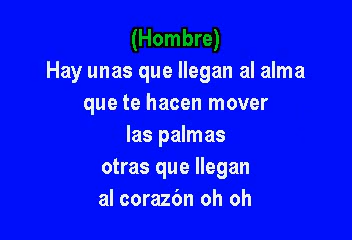 (Hombre)
Hay unas que llegan al alma
que te hacen mover
las palmas
otras que llegan
al corazón oh oh